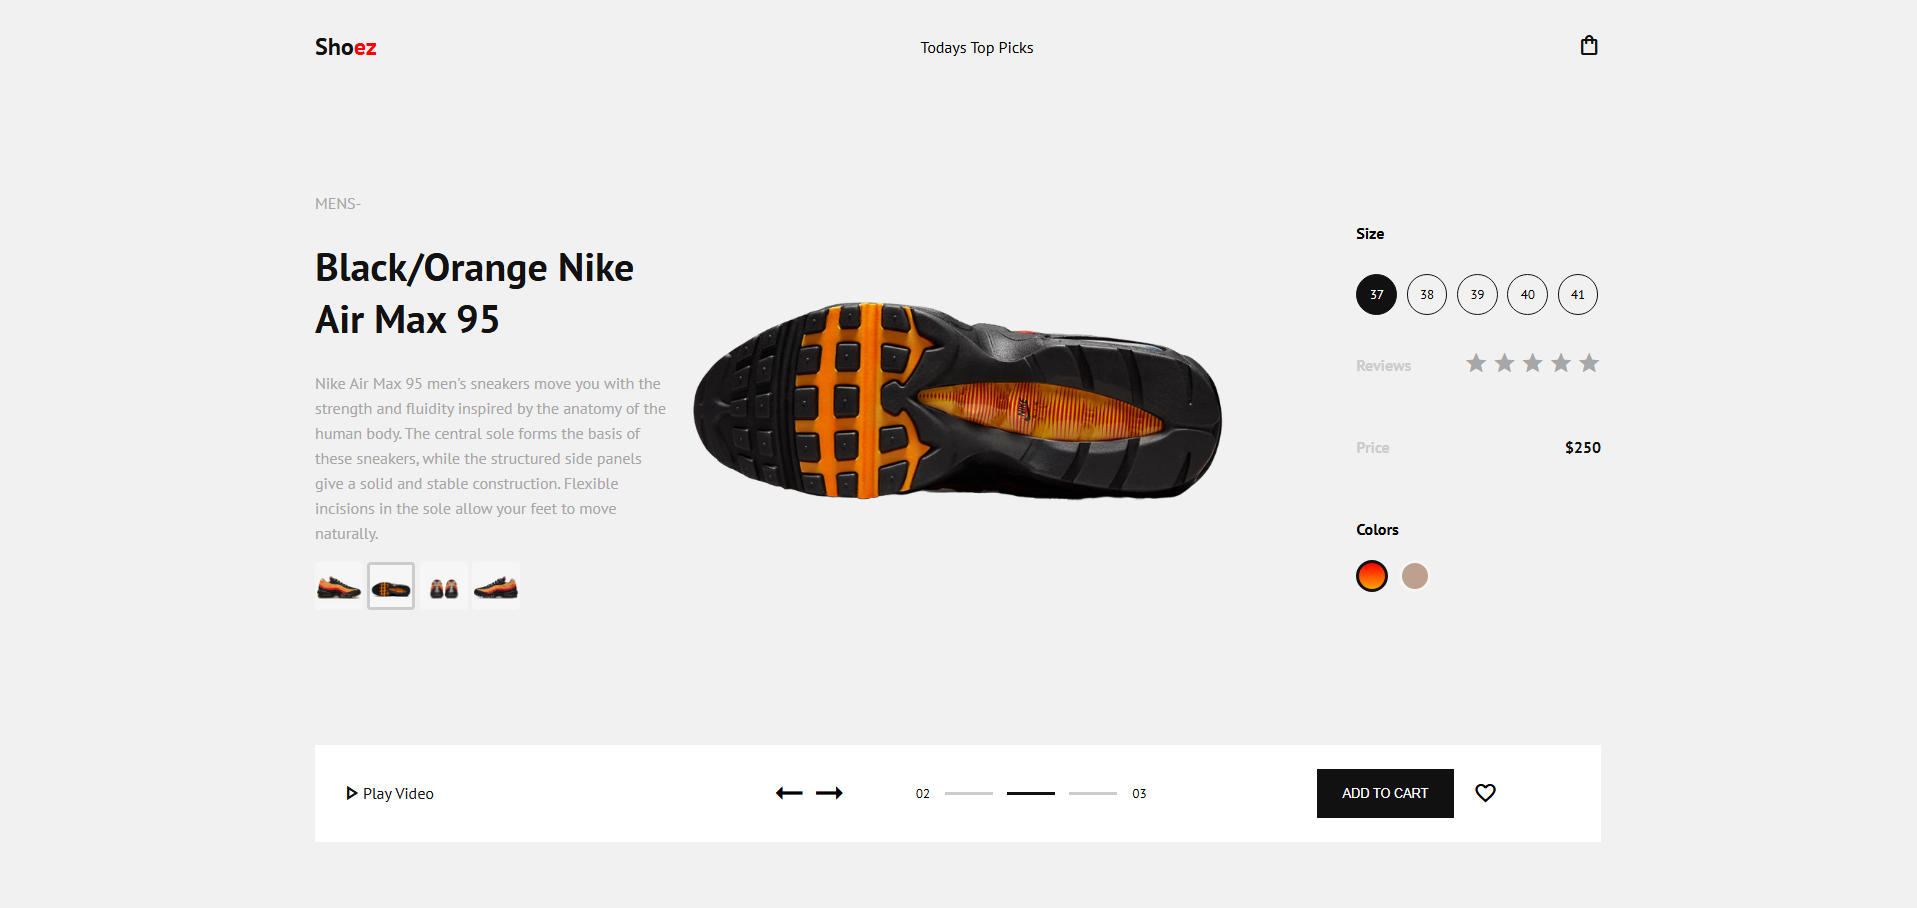 Shoez
Todays Top Picks
MENS-
Black/Orange Nike
Air Max 95
Nike Air Max 95 men's sneakers move you with the
strength and fluidity inspired by the anatomy of the
human body. The central sole forms the basis of
these sneakers, while the structured side panels
give a solid and stable construction. Flexible
incisions in the sole allow your feet to move
naturally.
Size
37 38 39 40 41
Reviews
Price $250
Colors
Play Video
02 03
ADD TO CART